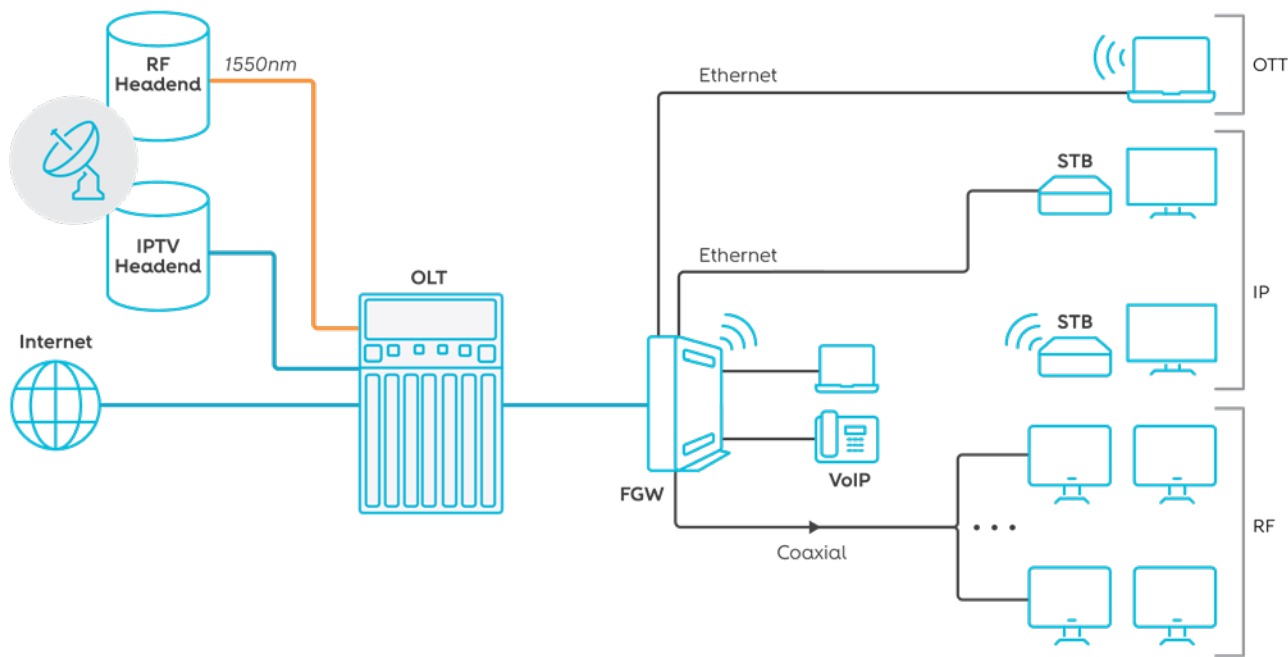 RF
Headend
1550nm
IPTV
Headend
Internet
OLT
Ethernet
OTT
STB
Ethernet
IP
STB
VoIP
FGW
Coaxial
RF